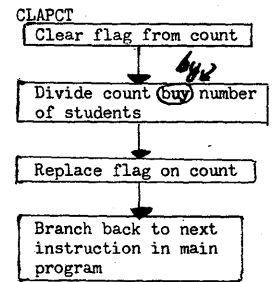 CLAPCT
Clear flag from count
by
Divide count buy number
of students
Replace flag on count
Branch back to next
instruction in main
program